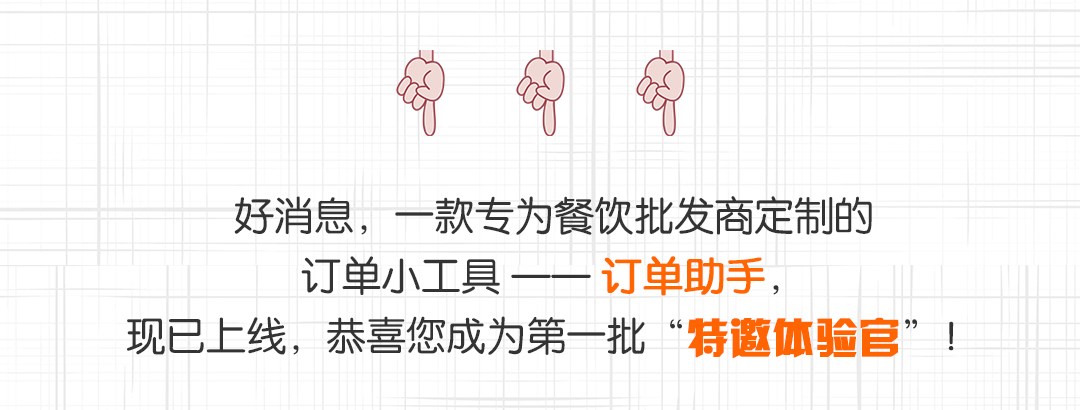 好消息，一款专为餐饮批发商定制的
订单小工具 —— 订单助手，
现已上线，恭喜您成为第一批“特邀体验官”！